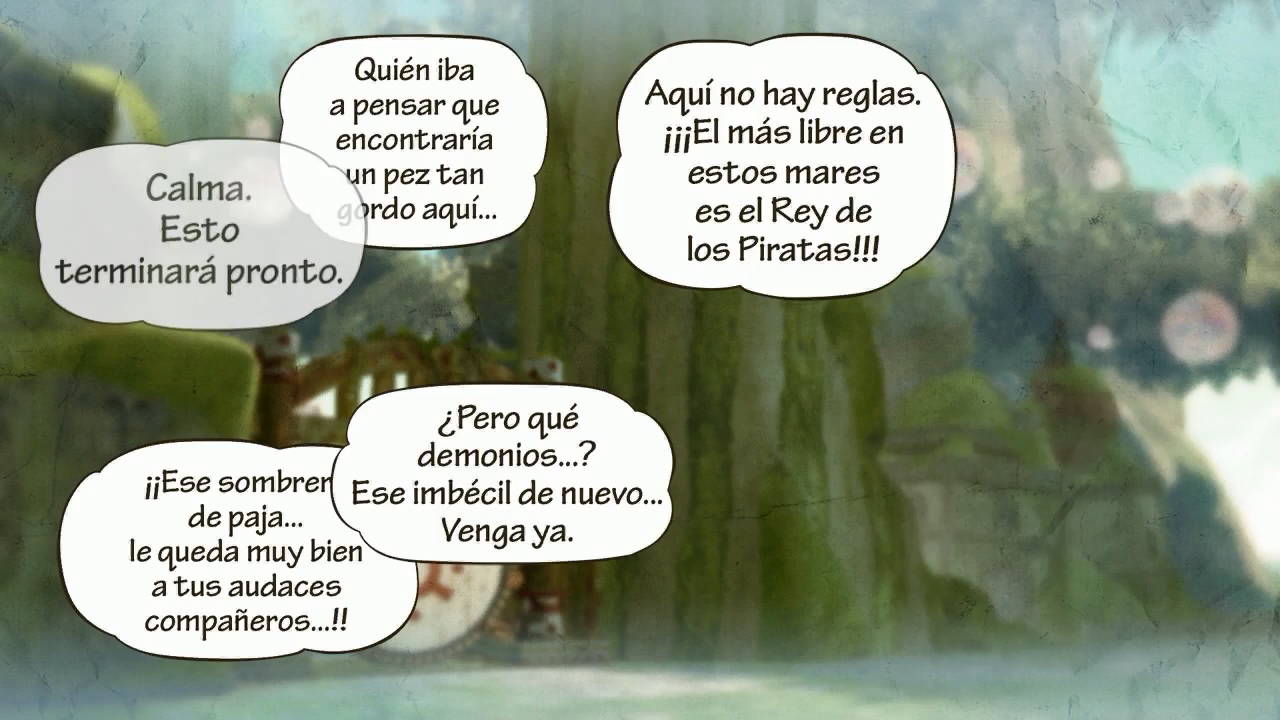 Quién iba
a pensar que
encontraría
un pez tan
gordo aquí...
Aquí no hay reglas.
¡¡¡El más libre en
estos mares
es el Rey de
los Piratas!!!
Calma.
Esto
terminará pronto.
¿Pero qué
demonios...?
Ese imbécil de nuevo...
Venga ya.
¡¡Ese sombrer
de paja...
le queda muy bien
a tus audaces
compañeros...!!